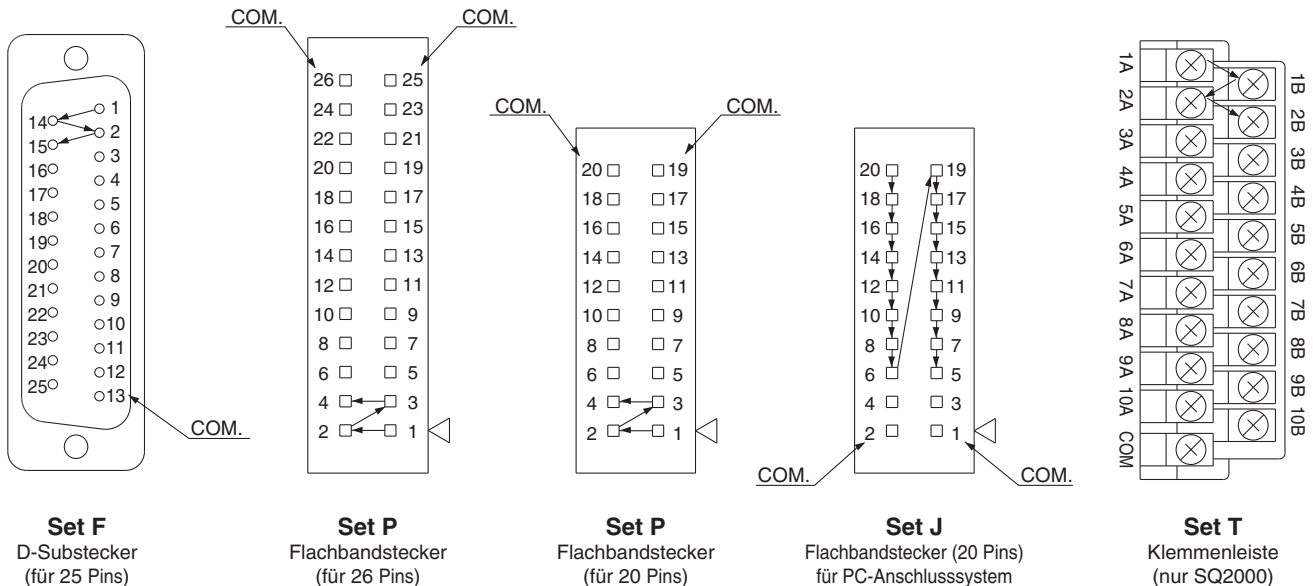 COM. COM.
26 25
24 23
22 21
20 19
18 17
16 15
14 13
12 11
10 9
8 7
6 5
4 3
2 1
COM. COM.
20 19
18 17
16 15
14 13
12 11
10 9
8 7
6 5
4 3
2 1
20 19
18 17
16 15
14 13
12 11
10 9
8 7
6 5
4 3
2 1
COM. COM.
1
14
2
15
3
16
4
17
5
18
6
19
7
20
8
21
9
22
10
23
11
24
12
25
13
COM.
1A
1B
2A
2B
3A
3B
4A
4B
5A
5B
6A
6B
7A
7B
8A
8B
9A
9B
10A
10B
COM
Set F
D-Substecker
(für 25 Pins)
Set P
Flachbandstecker
(für 26 Pins)
Set P
Flachbandstecker
(für 20 Pins)
Set J
Flachbandstecker (20 Pins)
für PC-Anschlusssystem
Set T
Klemmenleiste
(nur SQ2000)